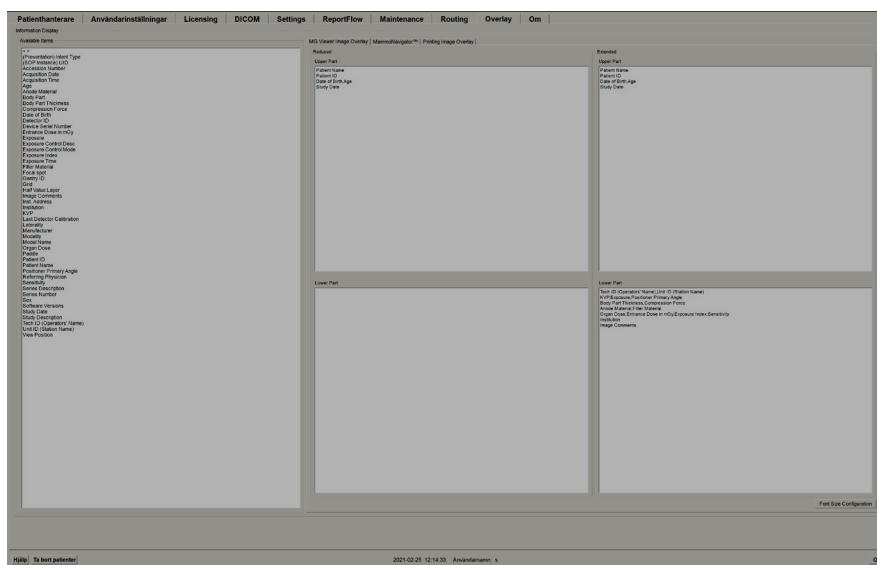 Patienthanterare Användarinställningar Licensing DICOM Settings ReportFlow Maintenance Routing Overlay Om
Information Display
Available Items
(Presentation) Intent Type
(SOP Instance) UID
Accession Number
Acquisition Date
Acquisition Time
Age
Anode Material
Body Part
Body Part Thickness
Compression Force
Date of Birth
Detector ID
Device Serial Number
Entrance Dose in mGy
Exposure
Exposure Control Desc
Exposure Control Mode
Exposure Index
Exposure Time
Filter Material
Focal spot
Gantry ID
Grid
Half Value Layer
Image Comments
Inst. Address
Institution
KVP
Last Detector Calibration
Laterality
Manufacturer
Modality
Model Name
Organ Dose
Paddle
Patient ID
Patient Name
Positioner Primary Angle
Referring Physician
Sensitivity
Series Description
Series Number
Sex
Software Versions
Study Date
Study Description
Tech ID (Operators' Name)
Unit ID (Station Name)
View Position
MG Viewer Image Overlay MammoNavigator™ Printing Image Overlay
Reduced
Upper Part
Patient Name
Patient ID
Date of Birth,Age
Study Date
Lower Part
Extended
Upper Part
Patient Name
Patient ID
Date of Birth,Age
Study Date
Lower Part
Tech ID (Operators' Name),Unit ID (Station Name)
KVP,Exposure,Positioner Primary Angle
Body Part Thickness,Compression Force
Anode Material,Filter Material
Organ Dose,Entrance Dose in mGy,Exposure Index,Sensitivity
Institution
Image Comments
Font Size Configuration
Hjälp Ta bort patienter 2021-02-25 12:14:33 Användarnamn: s